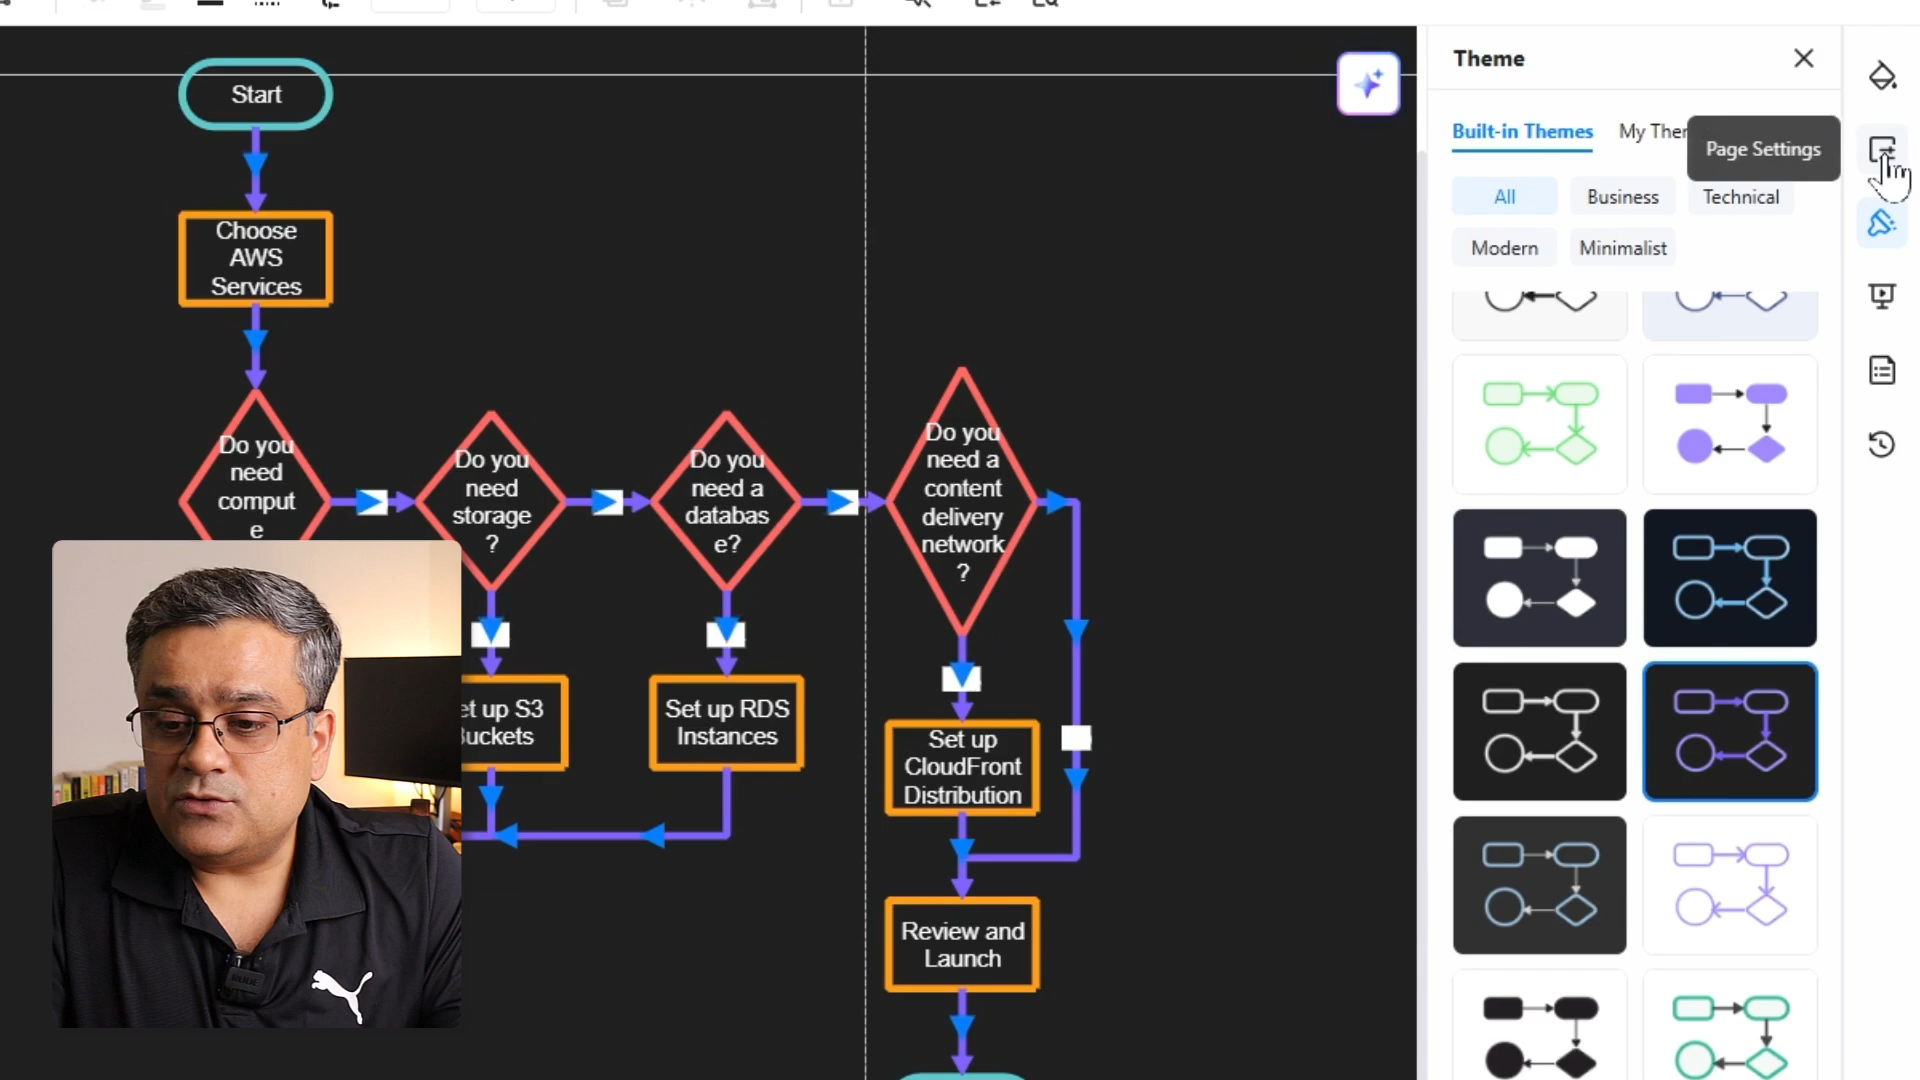 Start
Choose
AWS
Services
Do you
need
comput
e
Do you
need
storage
?
Do you
need a
databas
e?
Do you
need a
content
delivery
network
?
et up S3
Buckets
Set up RDS
Instances
Set up
CloudFront
Distribution
Review and
Launch
Theme
Built-in Themes
My Ther
Page Settings
All
Business
Technical
Modern
Minimalist
RODE